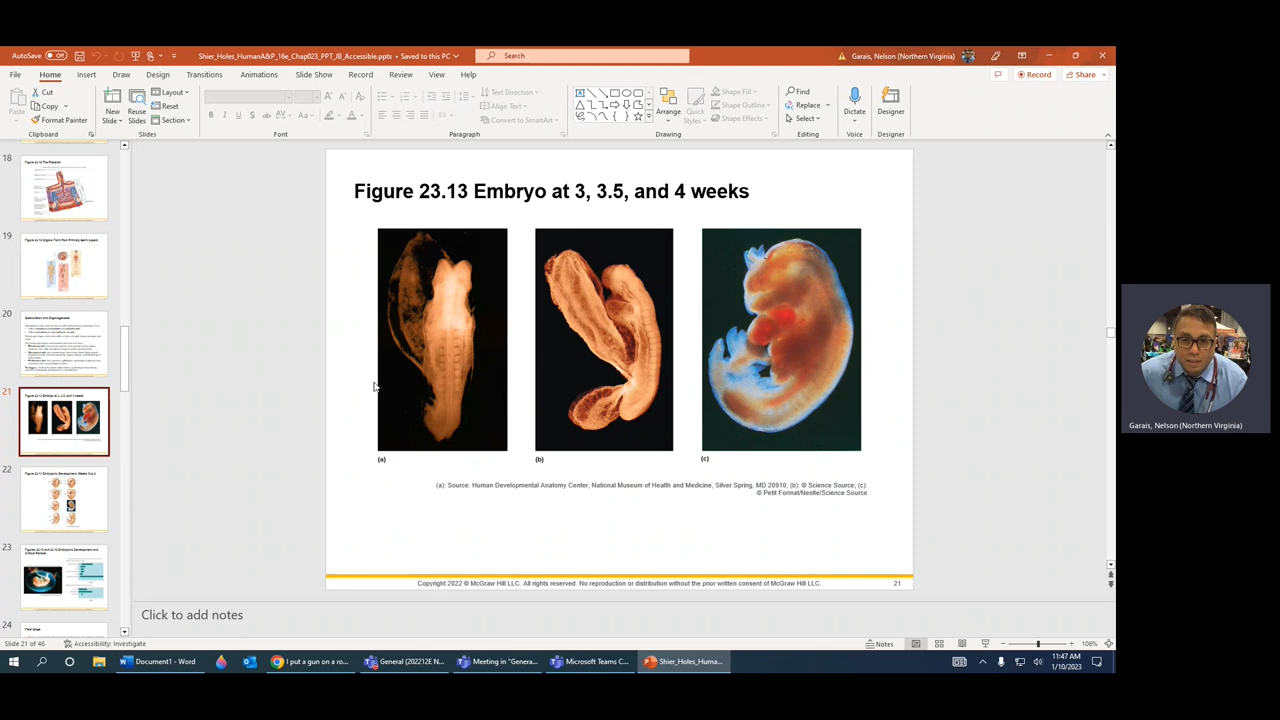 AutoSave Off Shier_Holes_HumanA&P_16e_Chap023_PPT_IB_Accessible.pptx • Saved to this PC Search Garais, Nelson (Northern Virginia)
File Home Insert Draw Design Transitions Animations Slide Show Record Review View Help Record Share
Paste Cut Copy Format Painter Clipboard
New Slide Reuse Slides Layout Reset Section Slides
Font
Text Direction Align Text Convert to SmartArt Paragraph
Arrange Quick Styles Shape Fill Shape Outline Shape Effects Drawing
Find Replace Select Editing
Dictate Voice
Designer Designer
18
19
20
21
22
23
24
Figure 23.13 Embryo at 3, 3.5, and 4 weeks
(a) (b) (c)
(a): Source: Human Developmental Anatomy Center, National Museum of Health and Medicine, Silver Spring, MD 20910; (b): © Science Source; (c):
© Petit Format/Nestle/Science Source
Copyright 2022 © McGraw Hill LLC. All rights reserved. No reproduction or distribution without the prior written consent of McGraw Hill LLC. 21
Click to add notes
Slide 21 of 46 Accessibility: Investigate Notes 106%
Document1 - Word I put a gun on a ro... General (202212E N... Meeting in "Genera... Microsoft Teams C... Shier_Holes_Huma...
11:47 AM
1/10/2023
Garais, Nelson (Northern Virginia)